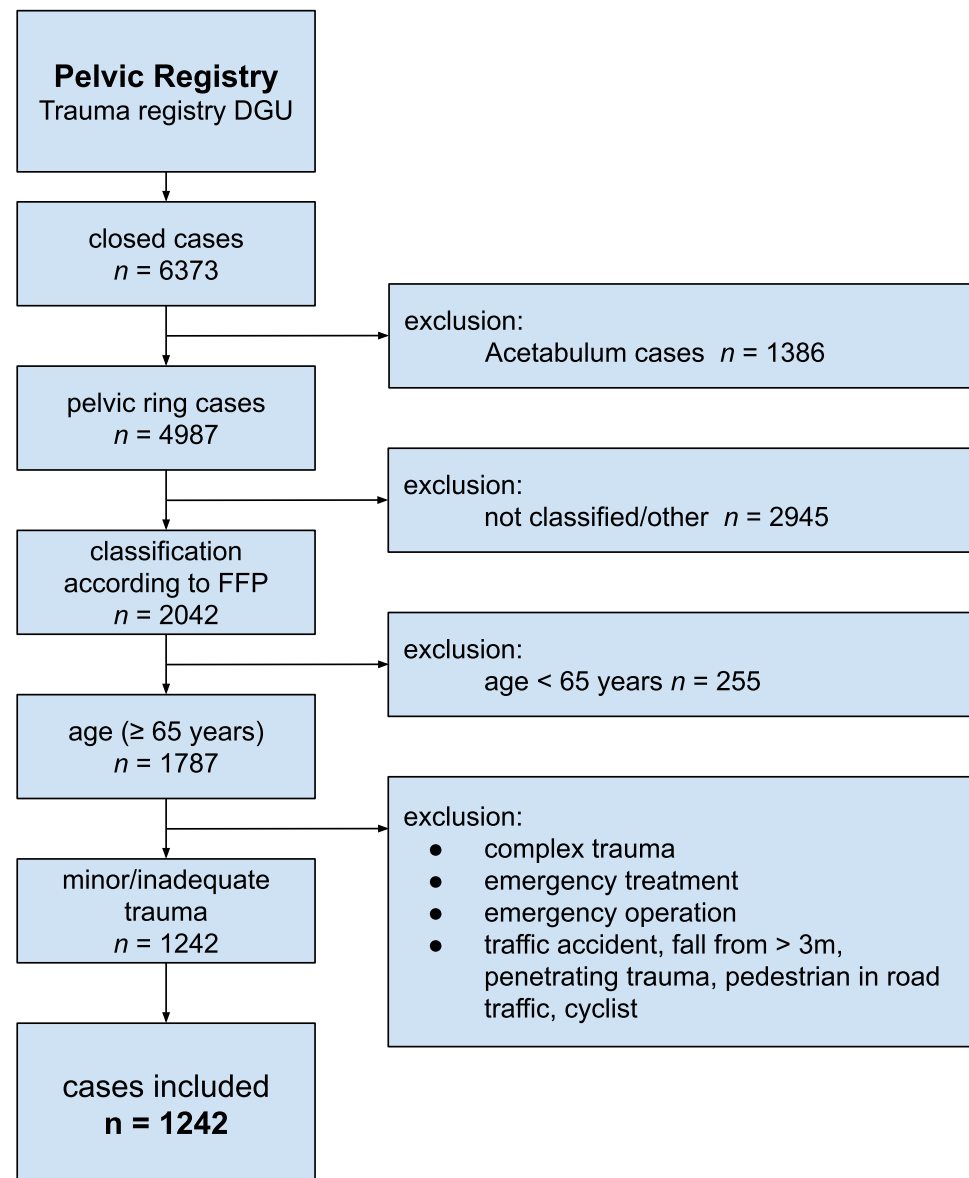 Pelvic Registry
Trauma registry DGU
closed cases
n = 6373
exclusion:
Acetabulum cases n = 1386
pelvic ring cases
n = 4987
exclusion:
not classified/other n = 2945
classification
according to FFP
n = 2042
exclusion:
age < 65 years n = 255
age (≥ 65 years)
n = 1787
exclusion:
● complex trauma
● emergency treatment
● emergency operation
● traffic accident, fall from > 3m,
penetrating trauma, pedestrian in road
traffic, cyclist
minor/inadequate
trauma
n = 1242
cases included
n = 1242